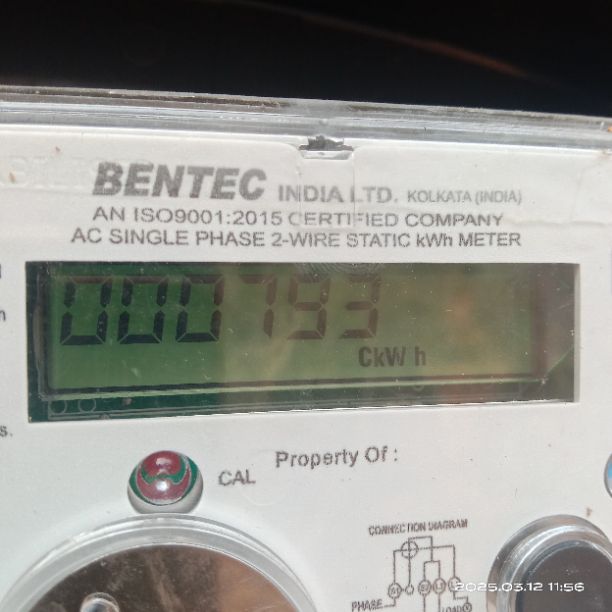 BENTEC INDIA LTD. KOLKATA (INDIA)
AN ISO9001:2015 CERTIFIED COMPANY
AC SINGLE PHASE 2-WIRE STATIC kWh METER
000793
CkW h
CAL
Property Of :
CONNECTION DIAGRAM
PHASE
LOAD
2025.03.12 11:56